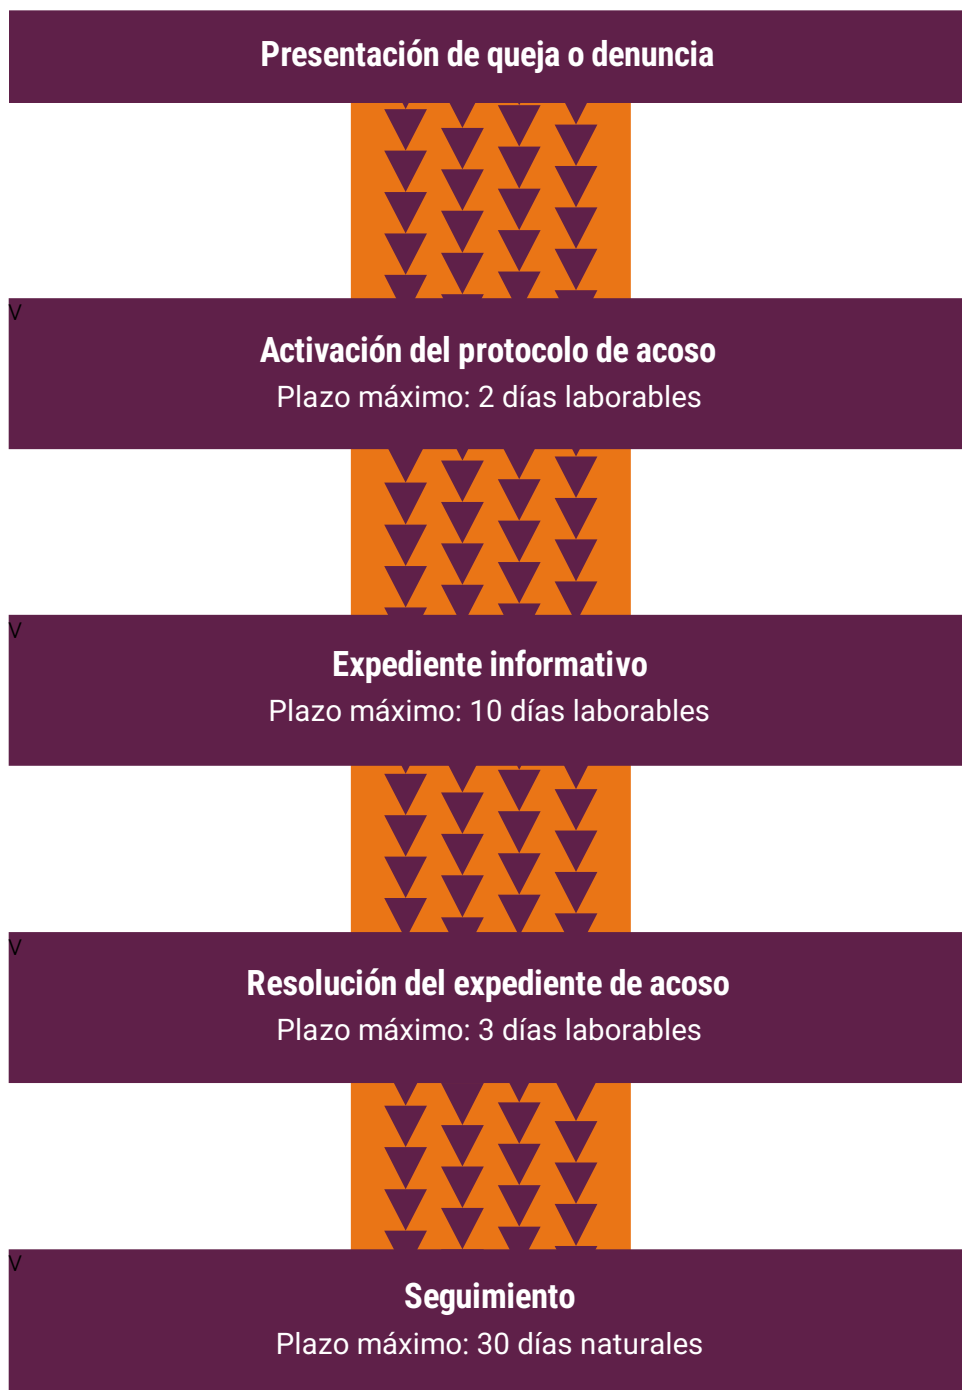 Presentación de queja o denuncia
V
Activación del protocolo de acoso
Plazo máximo: 2 días laborables
V
Expediente informativo
Plazo máximo: 10 días laborables
V
Resolución del expediente de acoso
Plazo máximo: 3 días laborables
V
Seguimiento
Plazo máximo: 30 días naturales